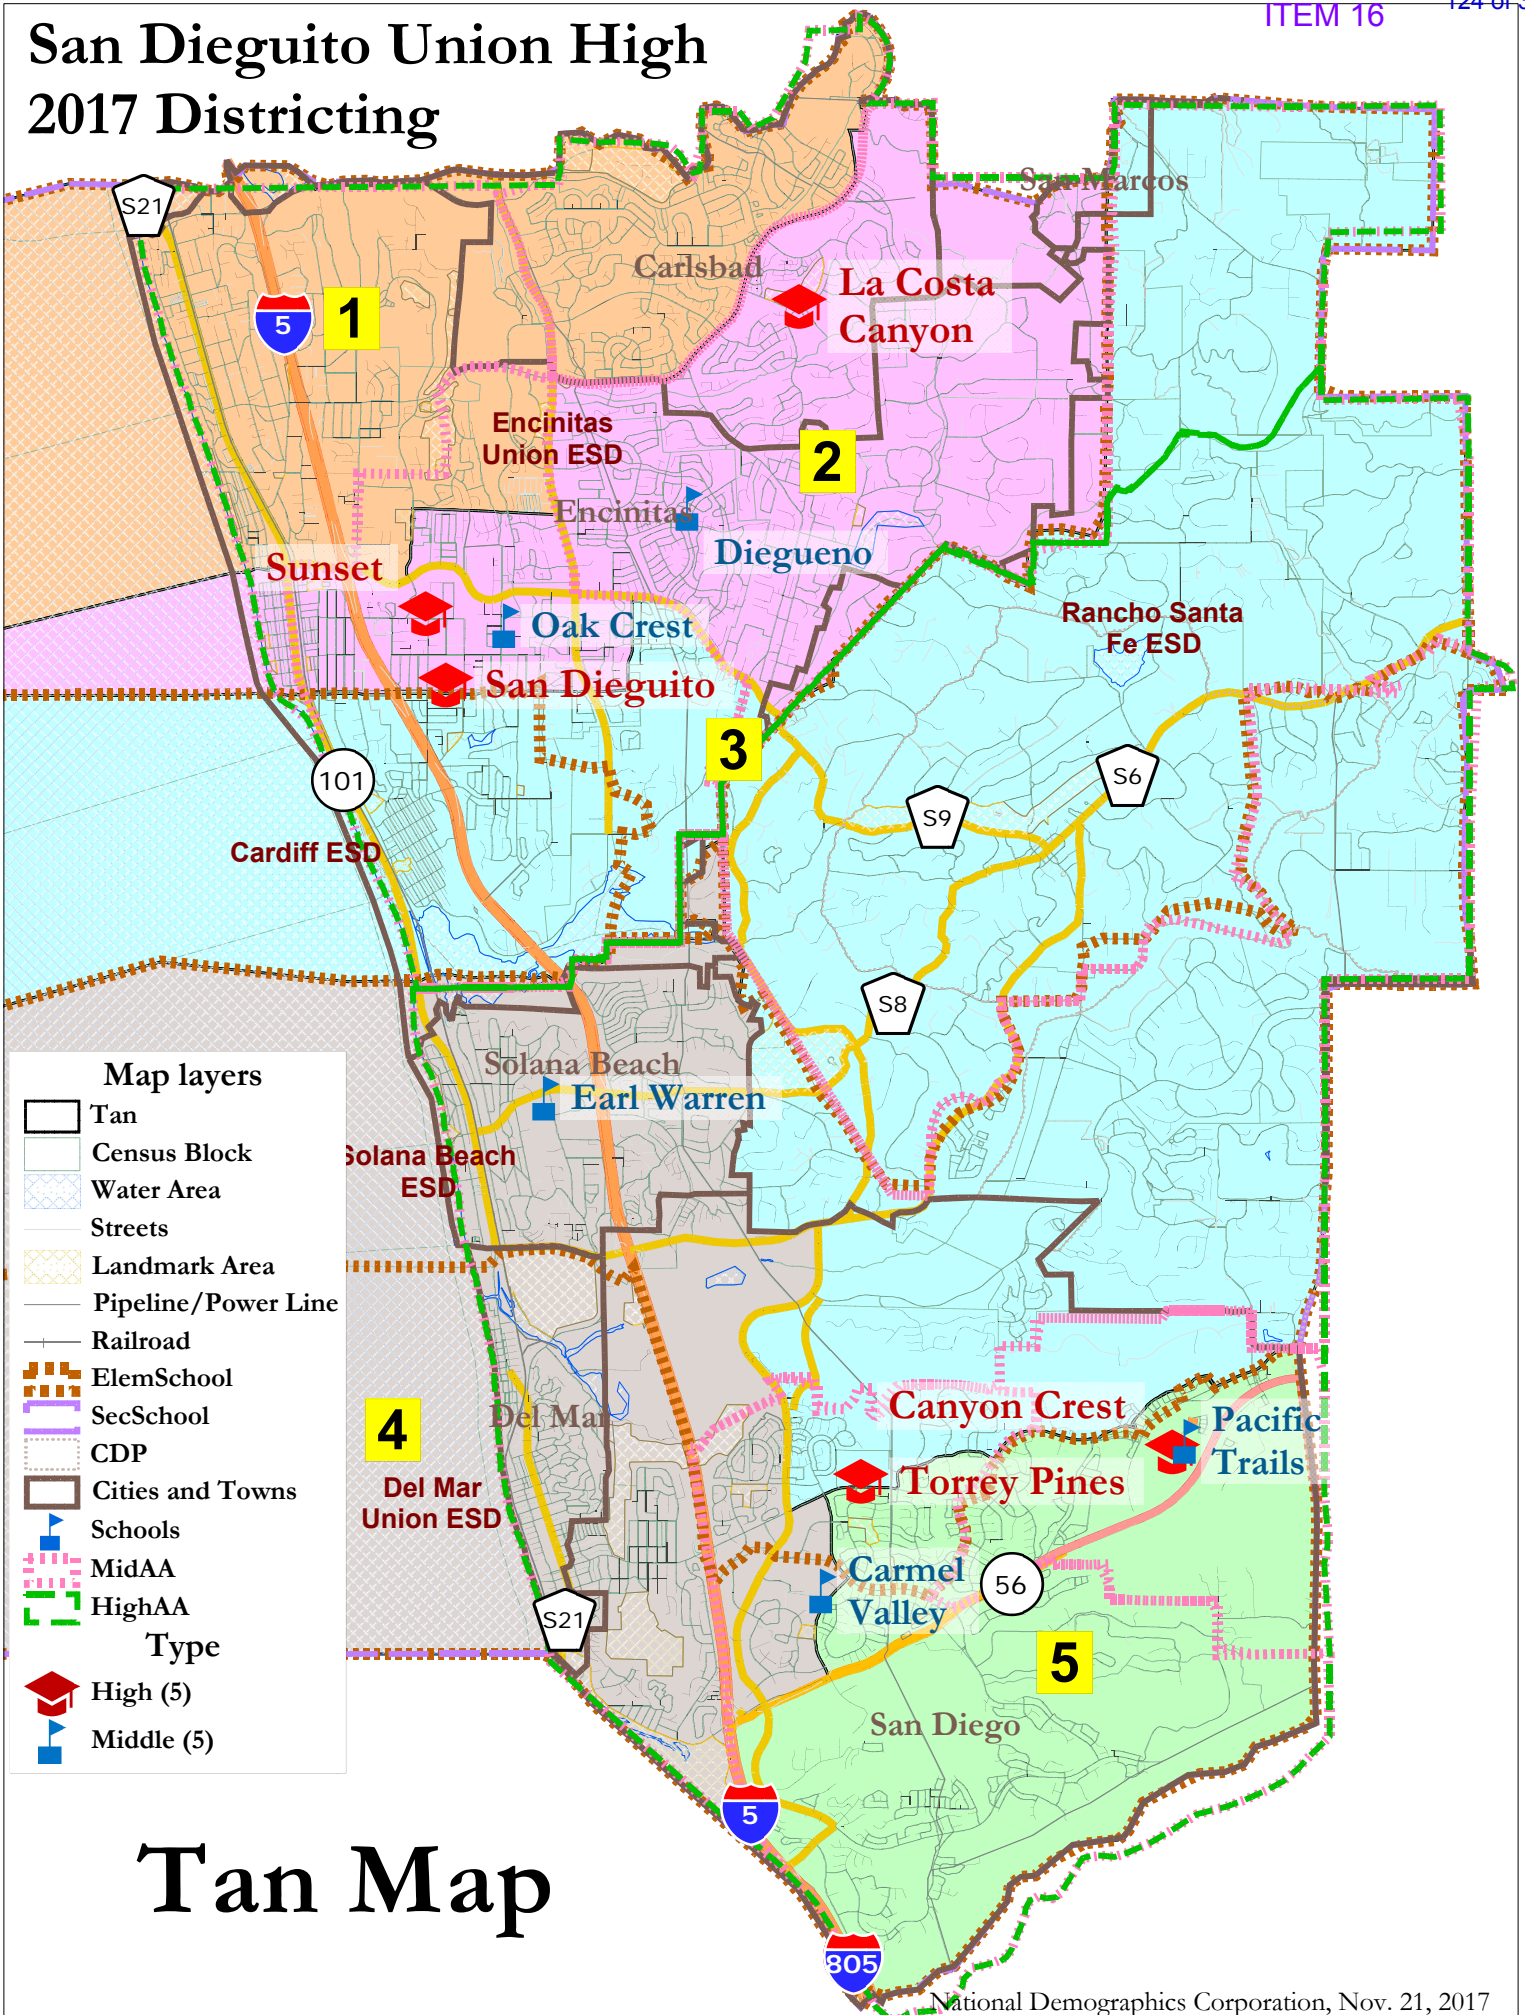 ITEM 16
San Dieguito Union High
2017 Districting
S21
San Marcos
Carlsbad
La Costa
Canyon
5
1
Encinitas
Union ESD
2
Encinitas
Diegueno
Sunset
Oak Crest
Rancho Santa
Fe ESD
San Dieguito
3
101
S6
S9
Cardiff ESD
S8
Solana Beach
Earl Warren
Solana Beach
ESD
Map layers
Tan
Census Block
Water Area
Streets
Landmark Area
Pipeline/Power Line
Railroad
ElemSchool
SecSchool
CDP
Cities and Towns
Schools
MidAA
HighAA
Type
High (5)
Middle (5)
4
Del Mar
Del Mar
Union ESD
Canyon Crest
Pacific
Trails
Torrey Pines
Carmel
Valley
56
S21
5
San Diego
5
805
Tan Map
National Demographics Corporation, Nov. 21, 2017